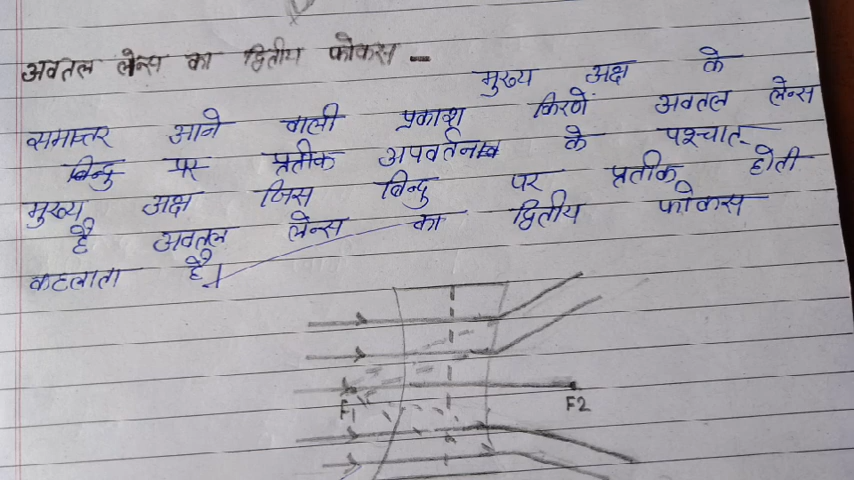 अवतल लेन्स का द्वितीय फोकस -
मुख्य अक्ष के
समान्तर आने वाली प्रकाश किरणें अवतल लेन्स
बिन्दु पर प्रतीक अपवर्तन के पश्चात्
मुख्य अक्ष जिस बिन्दु पर प्रतीक होती
है अवतल लेन्स का द्वितीय फोकस
कहलाता है।
F1 F2